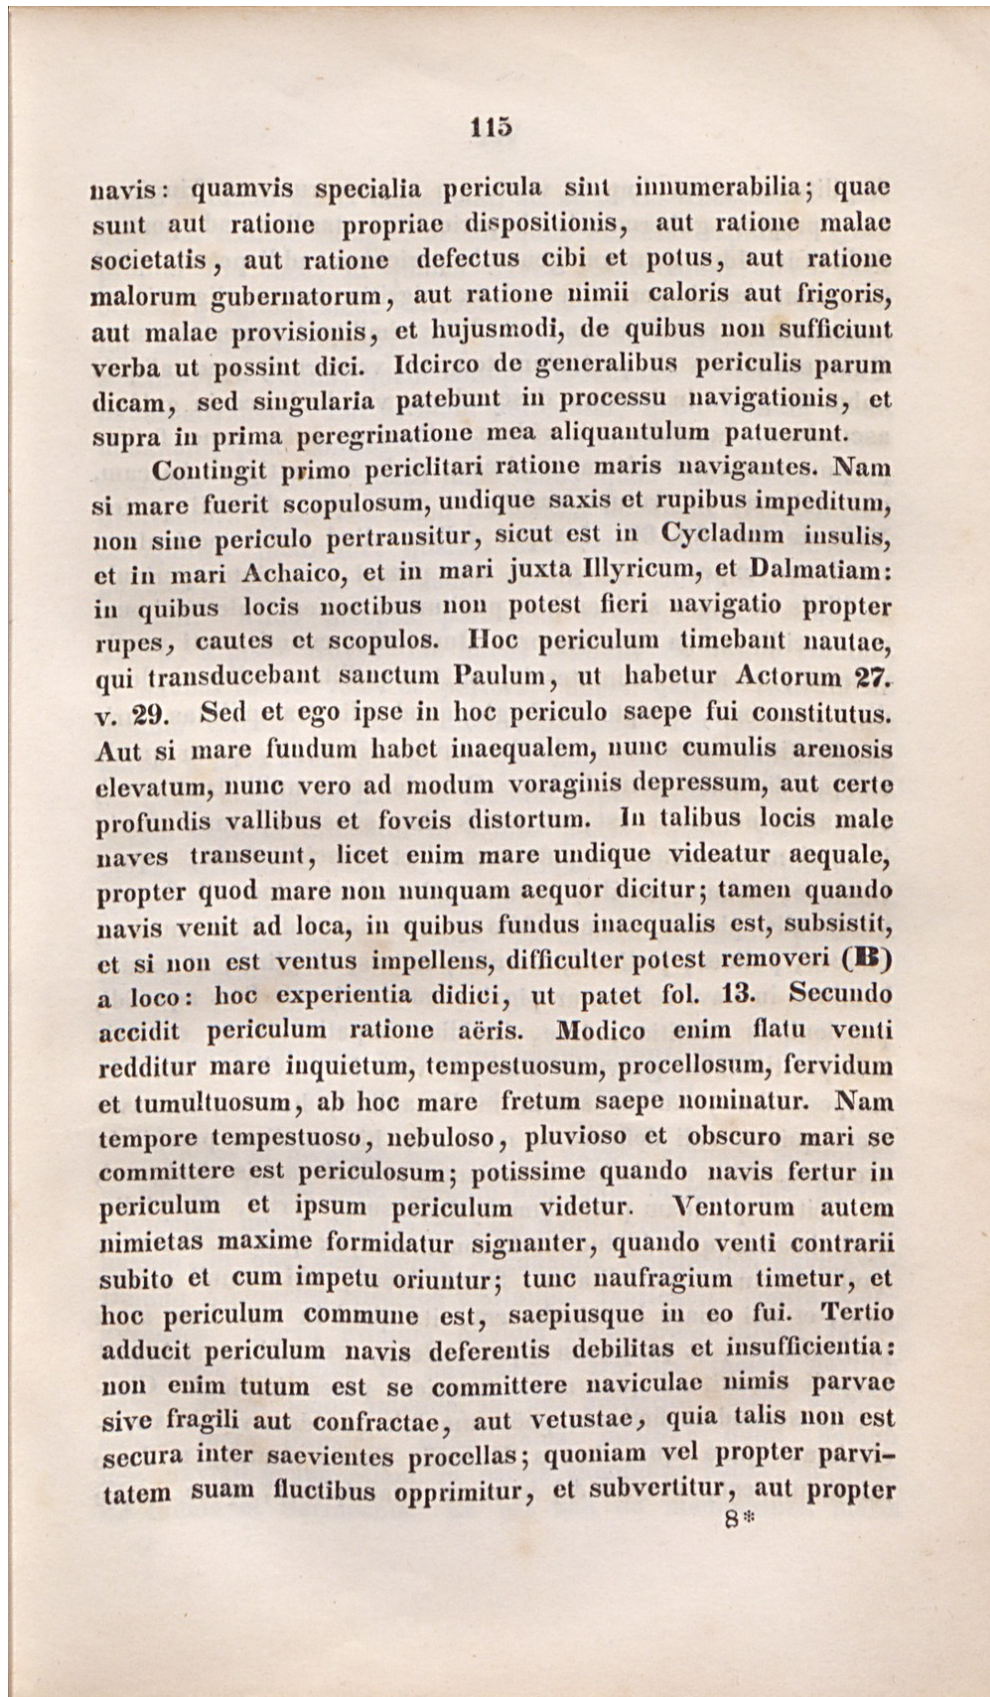 115
navis: quamvis specialia pericula sint innumerabilia; quae
sunt aut ratione propriae dispositionis, aut ratione malae
societatis, aut ratione defectus cibi et potus, aut ratione
malorum gubernatorum, aut ratione nimii caloris aut frigoris,
aut malae provisionis, et hujusmodi, de quibus non sufficiunt
verba ut possint dici. Idcirco de generalibus periculis parum
dicam, sed singularia patebunt in processu navigationis, et
supra in prima peregrinatione mea aliquantulum patuerunt.
Contingit primo periclitari ratione maris navigantes. Nam
si mare fuerit scopulosum, undique saxis et rupibus impeditum,
non sine periculo pertransitur, sicut est in Cycladum insulis,
et in mari Achaico, et in mari juxta Illyricum, et Dalmatiam:
in quibus locis noctibus non potest fieri navigatio propter
rupes, cautes et scopulos. Hoc periculum timebant nautae,
qui transducebant sanctum Paulum, ut habetur Actorum 27.
v. 29. Sed et ego ipse in hoc periculo saepe fui constitutus.
Aut si mare fundum habet inaequalem, nunc cumulis arenosis
elevatum, nunc vero ad modum voraginis depressum, aut certe
profundis vallibus et foveis distortum. In talibus locis male
naves transeunt, licet enim mare undique videatur aequale,
propter quod mare non nunquam aequor dicitur; tamen quando
navis venit ad loca, in quibus fundus inaequalis est, subsistit,
et si non est ventus impellens, difficulter potest removeri (B)
a loco: hoc experientia didici, ut patet fol. 13. Secundo
accidit periculum ratione aëris. Modico enim flatu venti
redditur mare inquietum, tempestuosum, procellosum, fervidum
et tumultuosum, ab hoc mare fretum saepe nominatur. Nam
tempore tempestuoso, nebuloso, pluvioso et obscuro mari se
committere est periculosum; potissime quando navis fertur in
periculum et ipsum periculum videtur. Ventorum autem
nimietas maxime formidatur signanter, quando venti contrarii
subito et cum impetu oriuntur; tunc naufragium timetur, et
hoc periculum commune est, saepiusque in eo fui. Tertio
adducit periculum navis deferentis debilitas et insufficientia:
non enim tutum est se committere naviculae nimis parvae
sive fragili aut confractae, aut vetustae, quia talis non est
secura inter saevientes procellas; quoniam vel propter parvi-
tatem suam fluctibus opprimitur, et subvertitur, aut propter
8*